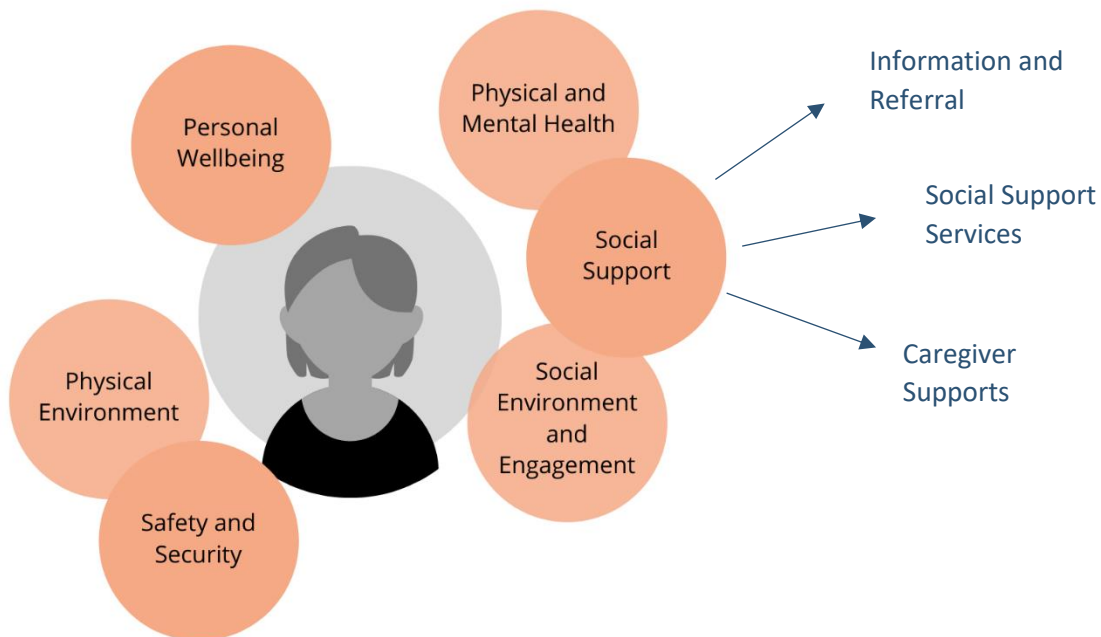 Personal
Wellbeing
Physical and
Mental Health
Social
Support
Social
Environment
and
Engagement
Physical
Environment
Safety and
Security
Information and
Referral
Social Support
Services
Caregiver
Supports